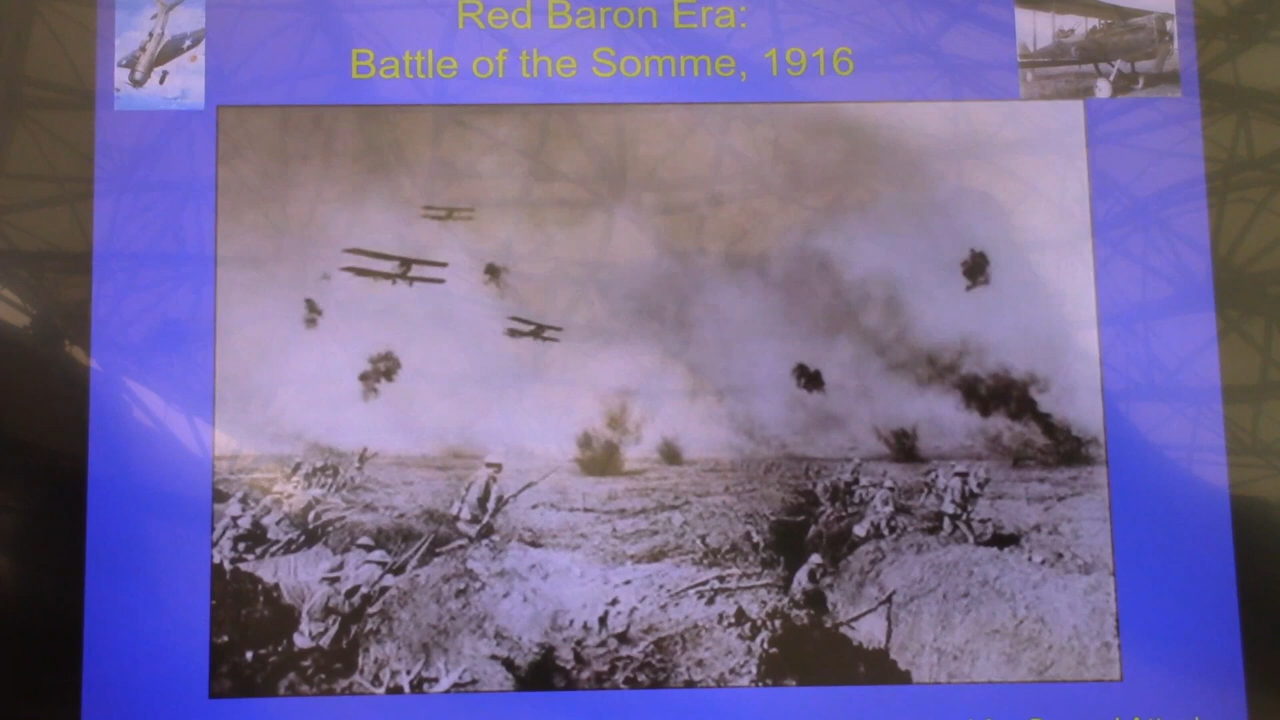 Red Baron Era:
Battle of the Somme, 1916